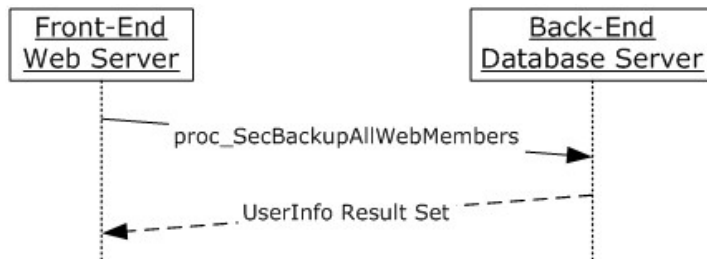 Front-End
Web Server
Back-End
Database Server
proc_SecBackupAllWebMembers
UserInfo Result Set